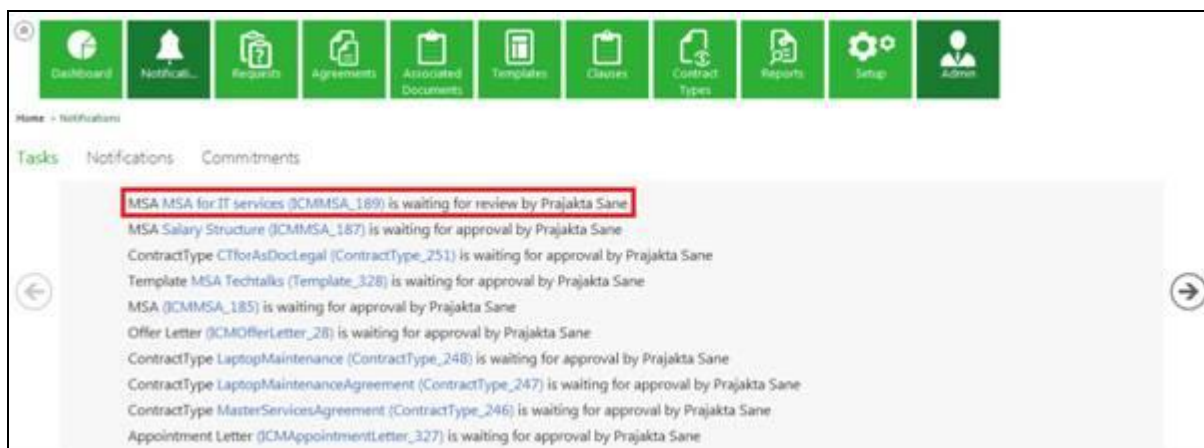 Dashboard
Notificati...
Requests
Agreements
Associated
Documents
Templates
Clauses
Contract
Types
Reports
Setup
Admin
Home > Notifications
Tasks Notifications Commitments
MSA MSA for IT services (ICMMSA_189) is waiting for review by Prajakta Sane
MSA Salary Structure (ICMMSA_187) is waiting for approval by Prajakta Sane
ContractType CTforAsDocLegal (ContractType_251) is waiting for approval by Prajakta Sane
Template MSA Techtalks (Template_328) is waiting for approval by Prajakta Sane
MSA (ICMMSA_185) is waiting for approval by Prajakta Sane
Offer Letter (ICMOfferLetter_28) is waiting for approval by Prajakta Sane
ContractType LaptopMaintenance (ContractType_248) is waiting for approval by Prajakta Sane
ContractType LaptopMaintenanceAgreement (ContractType_247) is waiting for approval by Prajakta Sane
ContractType MasterServicesAgreement (ContractType_246) is waiting for approval by Prajakta Sane
Appointment Letter (ICMAppointmentLetter_327) is waiting for approval by Prajakta Sane